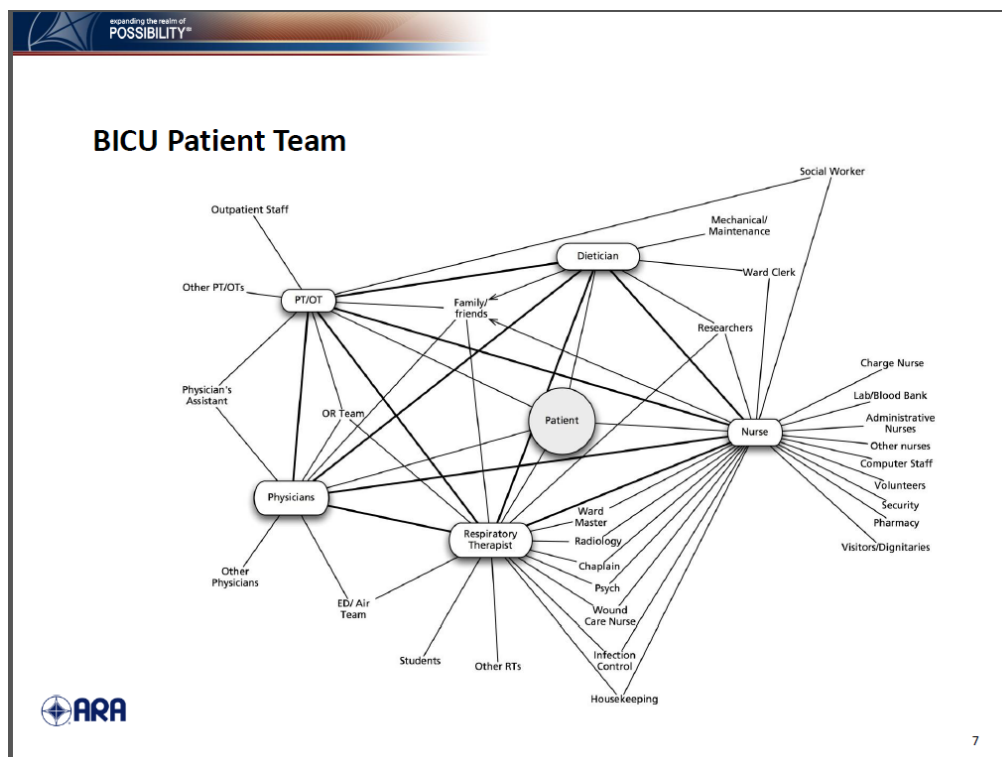 expanding the realm of
POSSIBILITY®
BICU Patient Team
Social Worker
Outpatient Staff
Mechanical/
Maintenance
Dietician
Ward Clerk
Other PT/OTs
PT/OT
Family/
friends
Researchers
Charge Nurse
Physician's
Assistant
Lab/Blood Bank
OR Team
Patient
Administrative
Nurses
Nurse
Other nurses
Computer Staff
Volunteers
Physicians
Security
Ward
Master
Pharmacy
Respiratory
Therapist
Radiology
Visitors/Dignitaries
Chaplain
Other
Physicians
Psych
ED/ Air
Team
Wound
Care Nurse
Students
Other RTs
Infection
Control
Housekeeping
ARA
7